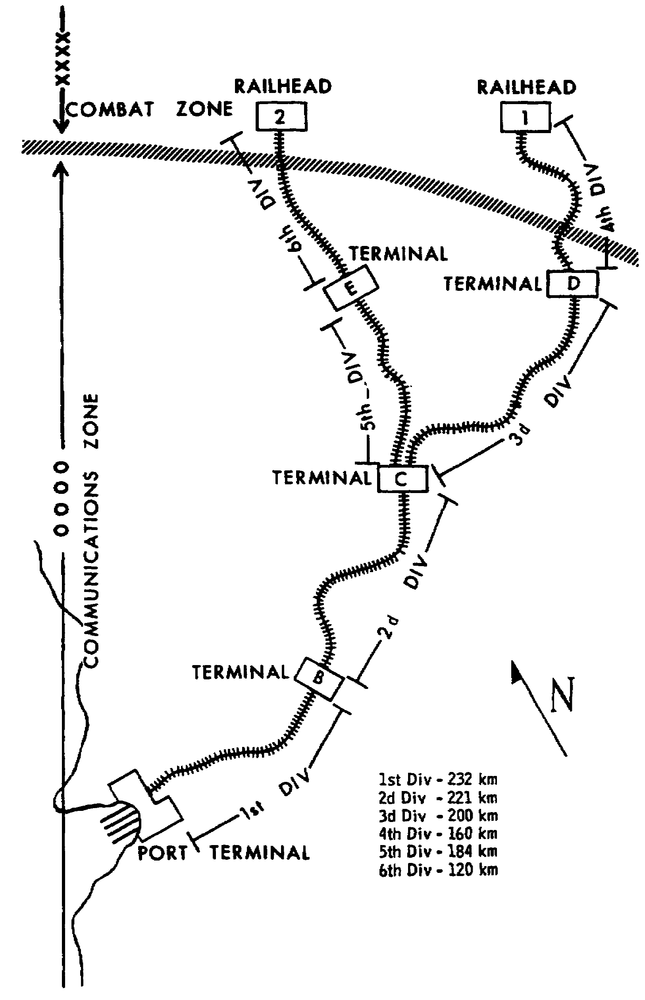 XXXX
RAILHEAD
2
RAILHEAD
1
COMBAT ZONE
6th DIV
4th DIV
TERMINAL
E
TERMINAL
D
5th DIV
3d DIV
COMMUNICATIONS ZONE
OOOO
TERMINAL
C
2d DIV
TERMINAL
B
N
1st DIV
PORT TERMINAL
1st Div - 232 km
2d Div - 221 km
3d Div - 200 km
4th Div - 160 km
5th Div - 184 km
6th Div - 120 km